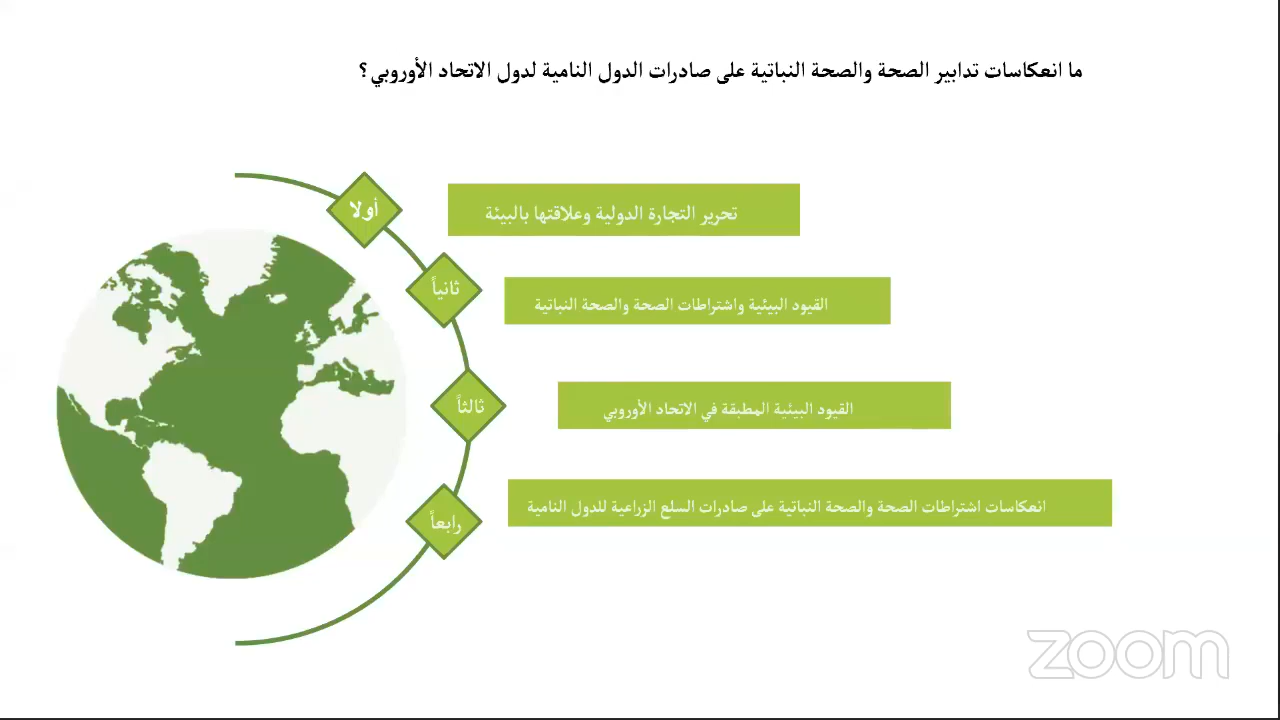 ما انعكاسات تدابير الصحة والصحة النباتية على صادرات الدول النامية لدول الاتحاد الأوروبي؟
أولا
تحرير التجارة الدولية وعلاقتها بالبيئة
ثانياً
القيود البيئية واشتراطات الصحة والصحة النباتية
ثالثاً
القيود البيئية المطبقة في الاتحاد الأوروبي
رابعاً
انعكاسات اشتراطات الصحة والصحة النباتية على صادرات السلع الزراعية للدول النامية
zoom